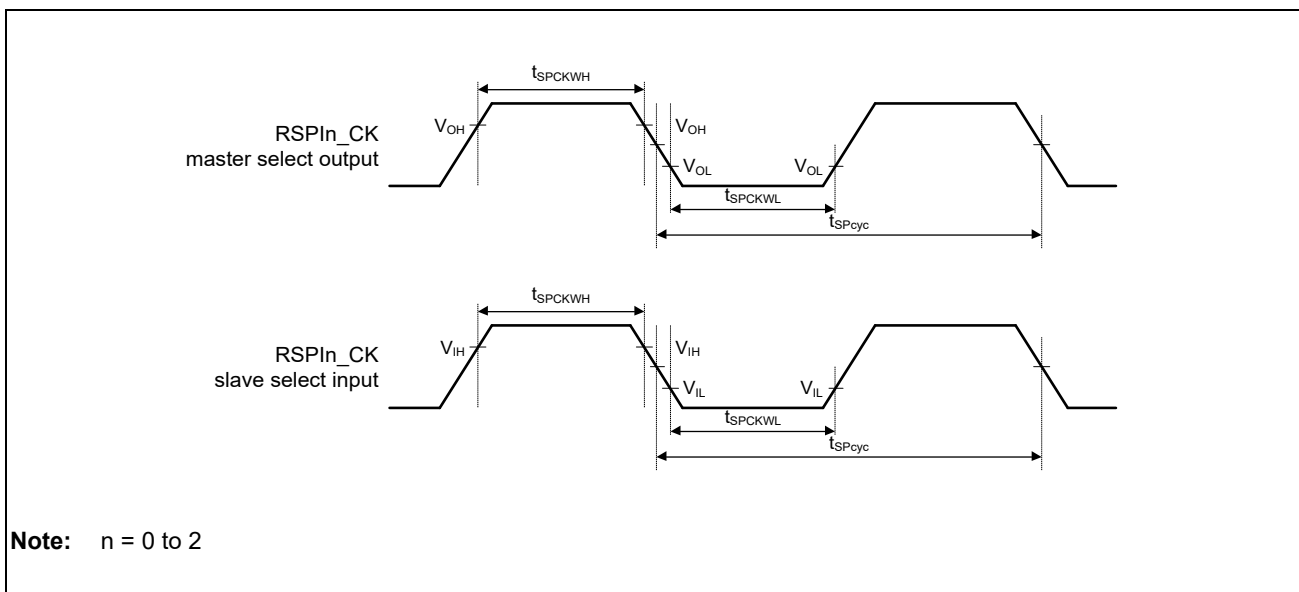 tSPCKWH
RSPIn_CK
master select output
VOH
VOH
VOL
VOL
tSPCKWL
tSPcyc
tSPCKWH
RSPIn_CK
slave select input
VIH
VIH
VIL
VIL
tSPCKWL
tSPcyc
Note: n = 0 to 2